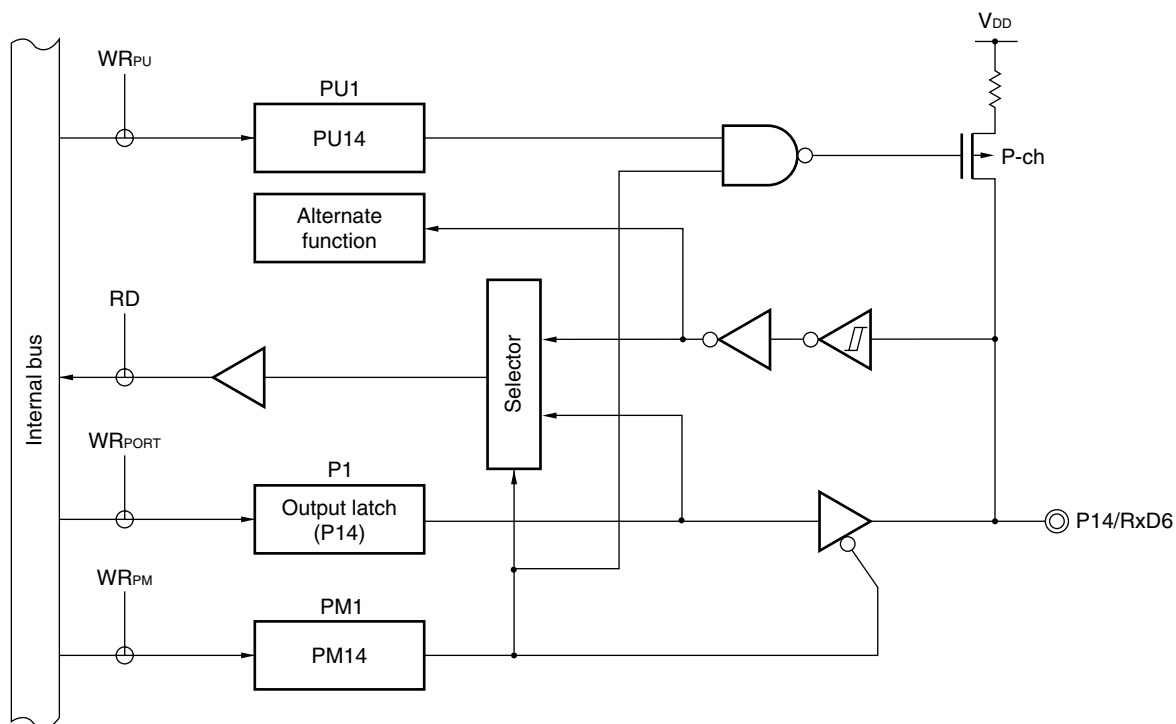 VDD
WRPU
PU1
PU14
P-ch
Alternate
function
RD
Selector
Internal bus
WRPORT
P1
Output latch
(P14)
P14/RxD6
WRPM
PM1
PM14